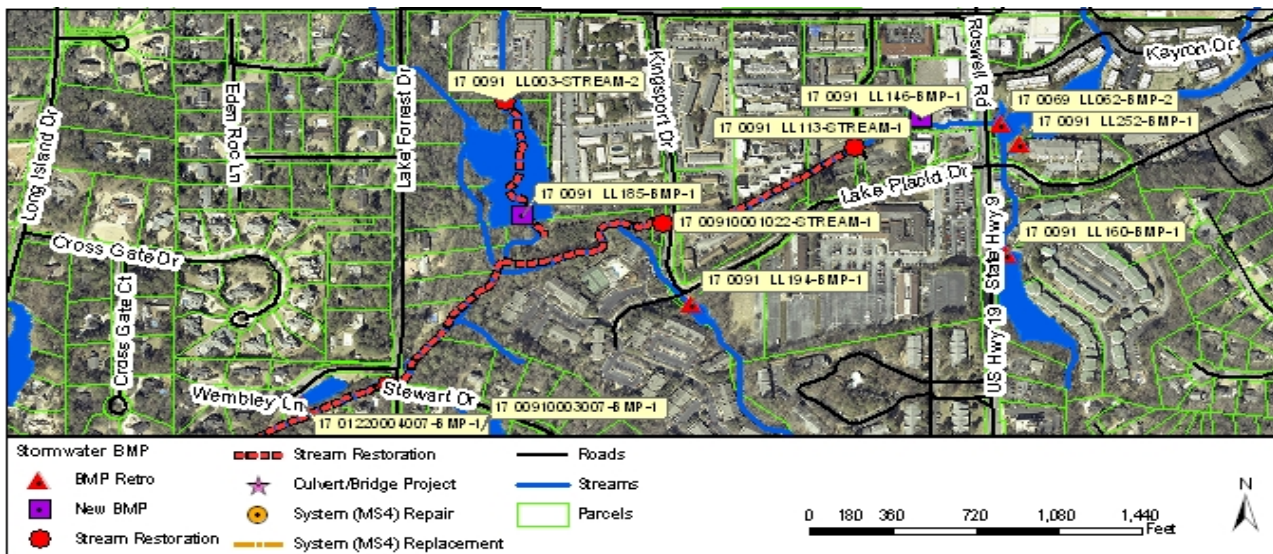 Kayron Dr
Roswell Rd
17 0091 LL003-STREAM-2
Kingsport Dr
Lake Forrest Dr
Eden Roc Ln
Long Island Dr
17 0091 LL146-BMP-1
17 0069 LL062-BMP-2
17 0091 LL252-BMP-1
17 0091 LL113-STREAM-1
Lake Placid Dr
17 0091 LL185-BMP-1
17 00910001022-STREAM-1
17 0091 LL160-BMP-1
Cross Gate Dr
17 0091 LL194-BMP-1
US Hwy 19 State Hwy 9
Cross Gate Ct
Wembley Ln
Stewart Dr
17 00910003007-BMP-1
17 01220004007-BMP-1/
Stormwater BMP
BMP Retro
New BMP
Stream Restoration
Stream Restoration
Culvert/Bridge Project
System (MS4) Repair
System (MS4) Replacement
Roads
Streams
Parcels
0 180 360 720 1,080 1,440
Feet
N